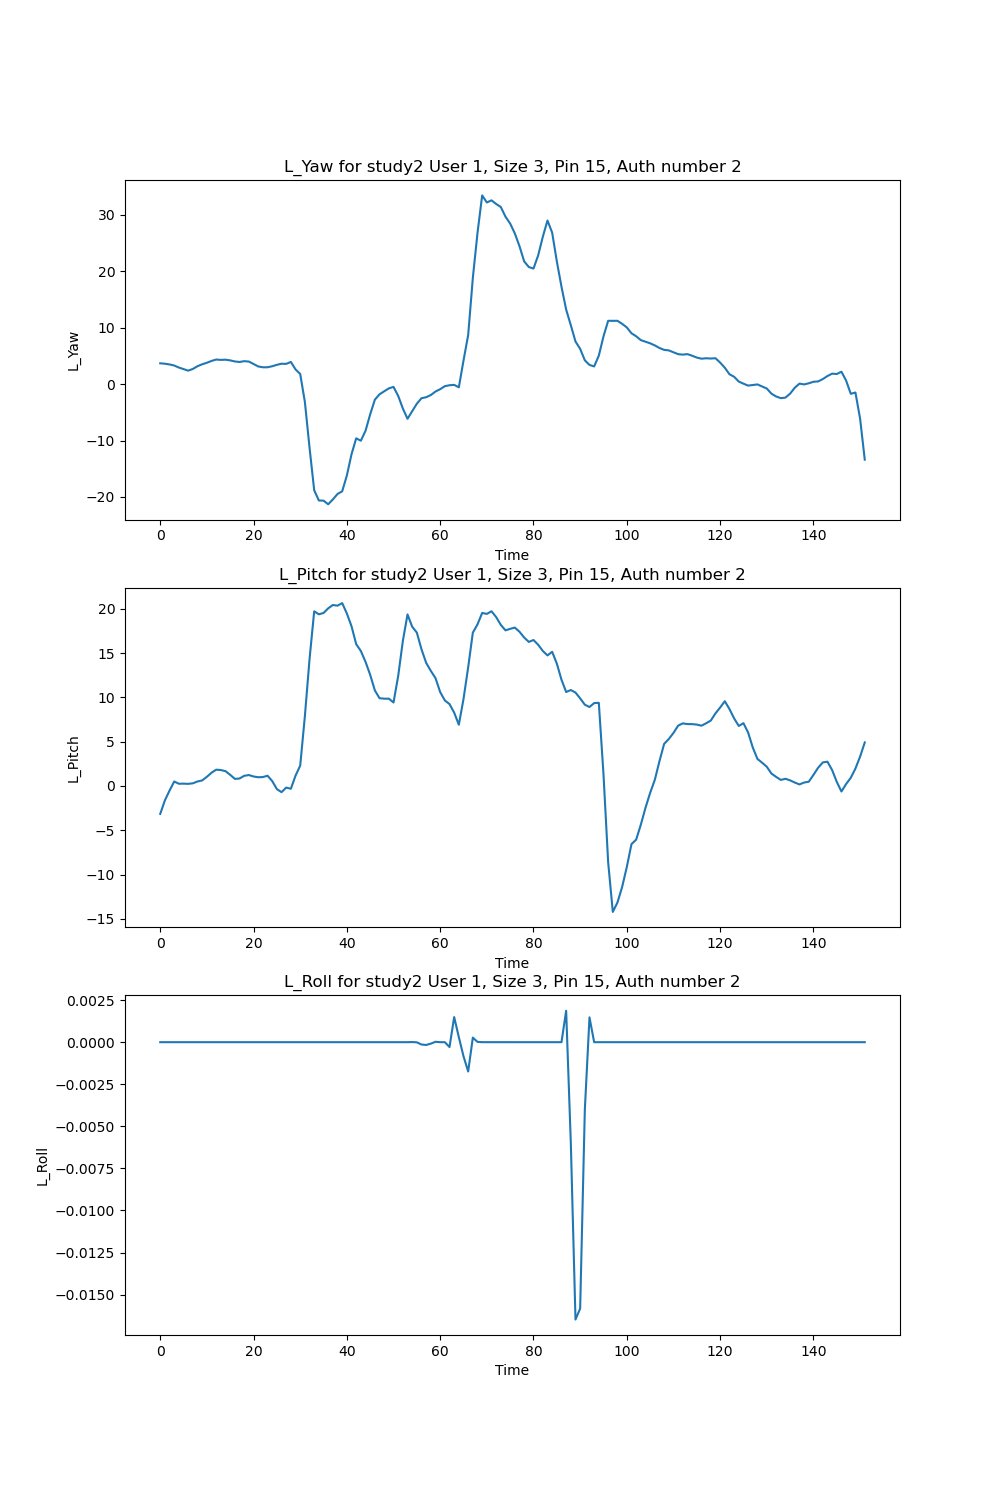 L_Yaw for study2 User 1, Size 3, Pin 15, Auth number 2
30
20
10
0
−10
−20
L_Yaw
0 20 40 60 80 100 120 140
Time
L_Pitch for study2 User 1, Size 3, Pin 15, Auth number 2
20
15
10
5
0
−5
−10
−15
L_Pitch
0 20 40 60 80 100 120 140
Time
L_Roll for study2 User 1, Size 3, Pin 15, Auth number 2
0.0025
0.0000
−0.0025
−0.0050
−0.0075
−0.0100
−0.0125
−0.0150
L_Roll
0 20 40 60 80 100 120 140
Time